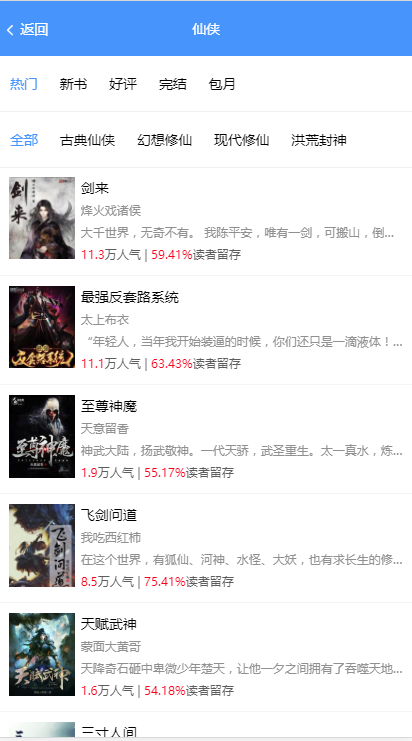 返回
仙侠
热门 新书 好评 完结 包月
全部 古典仙侠 幻想修仙 现代修仙 洪荒封神
剑来
剑来
烽火戏诸侯
大千世界，无奇不有。 我陈平安，唯有一剑，可搬山，倒...
11.3万人气 | 59.41%读者留存
最强反套路系统
太上布衣
“年轻人，当年我开始装逼的时候，你们还只是一滴液体！...
反套路系统
11.1万人气 | 63.43%读者留存
至尊神魔
天意留香
至尊神魔
神武大陆，扬武敬神。一代天骄，武圣重生。太一真水，炼...
1.9万人气 | 55.17%读者留存
飞剑问道
我吃西红柿
飞剑问道
在这个世界，有狐仙、河神、水怪、大妖，也有求长生的修...
8.5万人气 | 75.41%读者留存
天赋武神
蒙面大黄哥
天降奇石砸中卑微少年楚天，让他一夕之间拥有了吞噬天地...
天赋武神
1.6万人气 | 54.18%读者留存
三寸人间